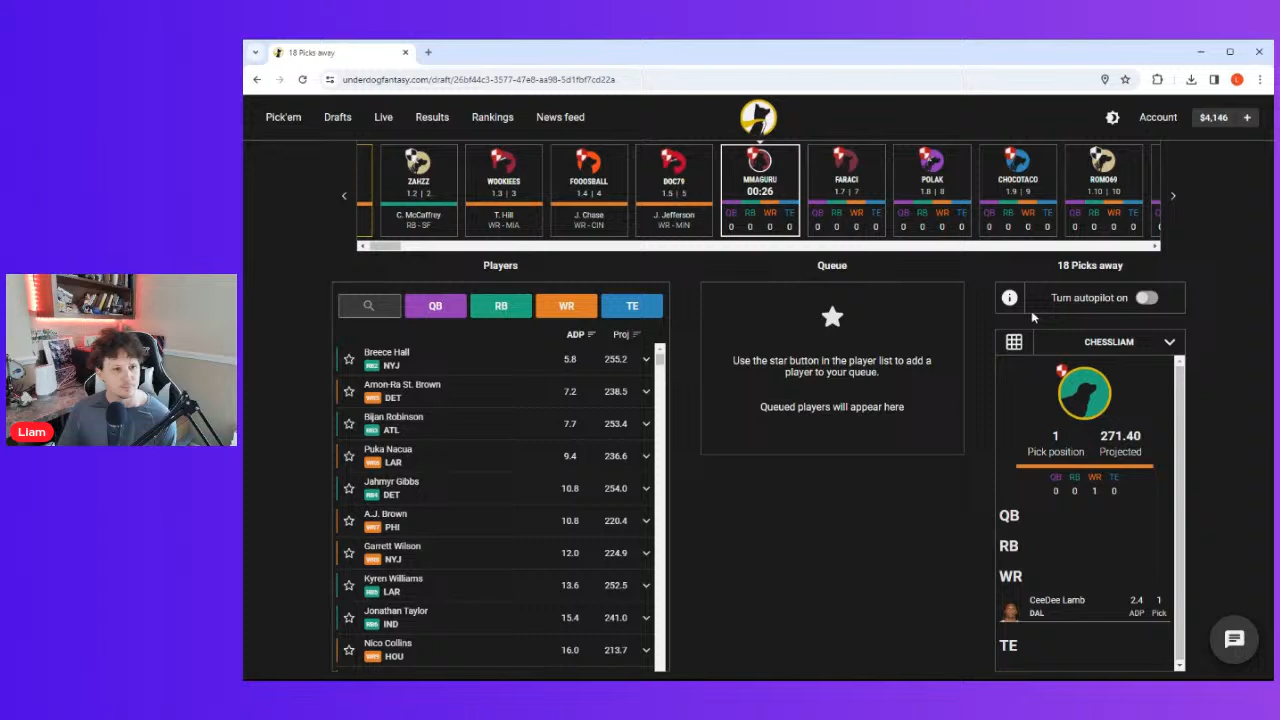 18 Picks away
underdogfantasy.com/draft/26bf44c3-3577-47e8-aa98-5d1fbf7cd22a
Pick'em Drafts Live Results Rankings News feed Account $4,146 +
ZAHZZ WOOKIEES FOOOSBALL DOC79 MMAGURU FARACI POLAK CHOCOTACO ROMO69
1.2 | 2 1.3 | 3 1.4 | 4 1.5 | 5 00:26 1.7 | 7 1.8 | 8 1.9 | 9 1.10 | 10
C. McCaffrey T. Hill J. Chase J. Jefferson QB RB WR TE QB RB WR TE QB RB WR TE QB RB WR TE QB RB WR TE
RB - SF WR - MIA WR - CIN WR - MIN 0 0 0 0 0 0 0 0 0 0 0 0 0 0 0 0 0 0 0 0
Players Queue 18 Picks away
QB RB WR TE
Turn autopilot on
ADP Proj
CHESSLIAM
Breece Hall
RB2 NYJ 5.8 255.2
Amon-Ra St. Brown
DET 7.2 238.5
Bijan Robinson
RB3 ATL 7.7 253.4
Puka Nacua
LAR 9.4 236.6
Jahmyr Gibbs
RB4 DET 10.8 254.0
A.J. Brown
WR7 PHI 10.8 220.4
Garrett Wilson
NYJ 12.0 224.9
Kyren Williams
RB5 LAR 13.6 252.5
Jonathan Taylor
RB6 IND 15.4 241.0
Nico Collins
HOU 16.0 213.7
Use the star button in the player list to add a
player to your queue.
Queued players will appear here
1 271.40
Pick position Projected
QB RB WR TE
0 0 1 0
QB
RB
WR
CeeDee Lamb 2.4 1
DAL ADP Pick
TE
Liam